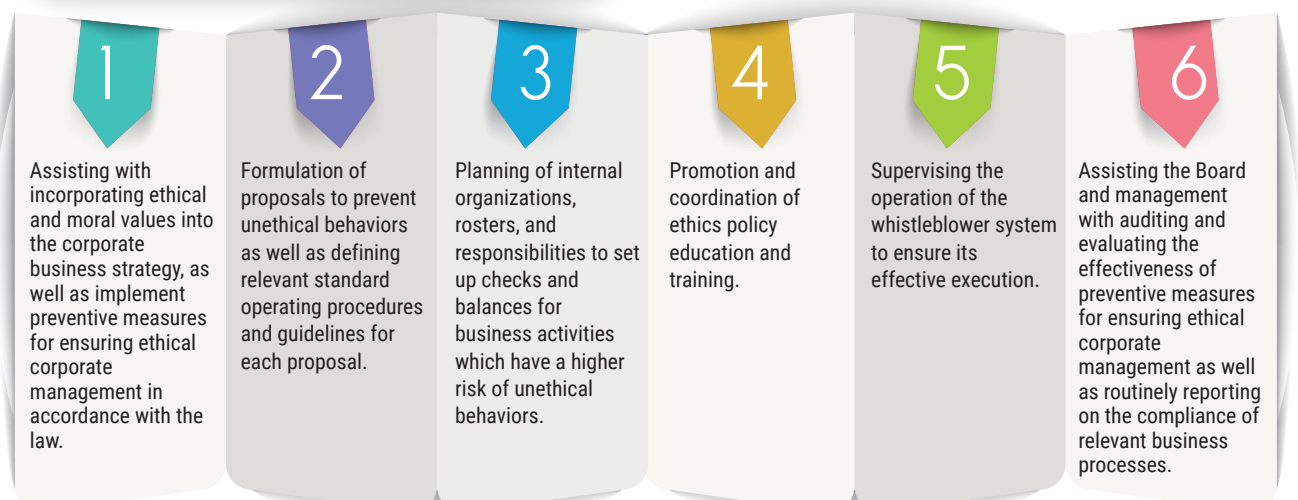 1
Assisting with
incorporating ethical
and moral values into
the corporate
business strategy, as
well as implement
preventive measures
for ensuring ethical
corporate
management in
accordance with the
law.
2
Formulation of
proposals to prevent
unethical behaviors
as well as defining
relevant standard
operating procedures
and guidelines for
each proposal.
3
Planning of internal
organizations,
rosters, and
responsibilities to set
up checks and
balances for
business activities
which have a higher
risk of unethical
behaviors.
4
Promotion and
coordination of
ethics policy
education and
training.
5
Supervising the
operation of the
whistleblower system
to ensure its
effective execution.
6
Assisting the Board
and management
with auditing and
evaluating the
effectiveness of
preventive measures
for ensuring ethical
corporate
management as well
as routinely reporting
on the compliance of
relevant business
processes.